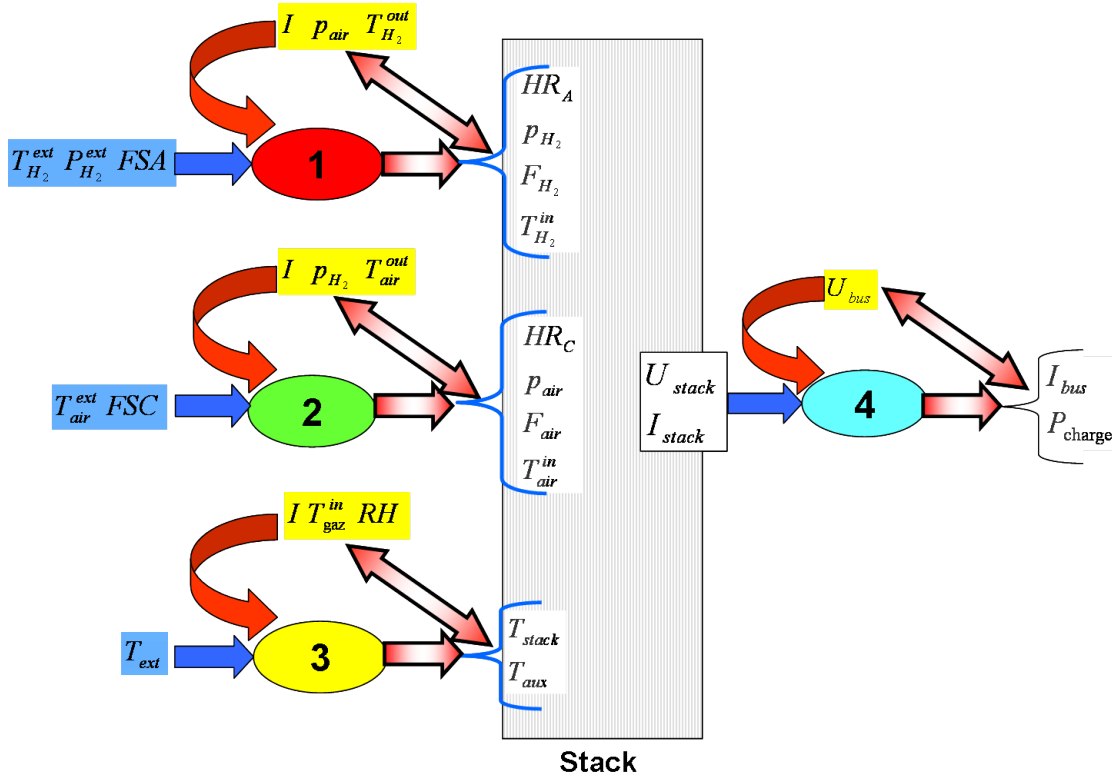 I p_air T_H2^out
HR_A
p_H2
F_H2
T_H2^in
T_H2^ext P_H2^ext FSA
1
I p_H2 T_air^out
HR_C
p_air
F_air
T_air^in
T_air^ext FSC
2
U_bus
U_stack
I_stack
4
I_bus
P_charge
I T_gaz^in RH
T_stack
T_aux
T_ext
3
Stack